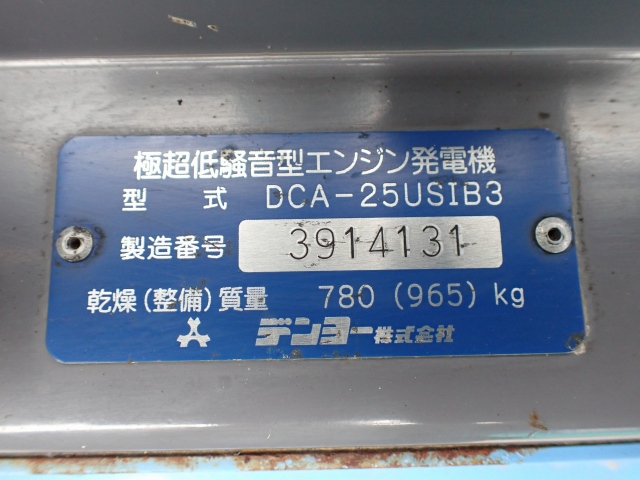 極超低騒音型エンジン発電機
型 式 DCA-25USIB3
製造番号 3914131
乾燥(整備)質量 780 (965) kg
デンヨー株式会社